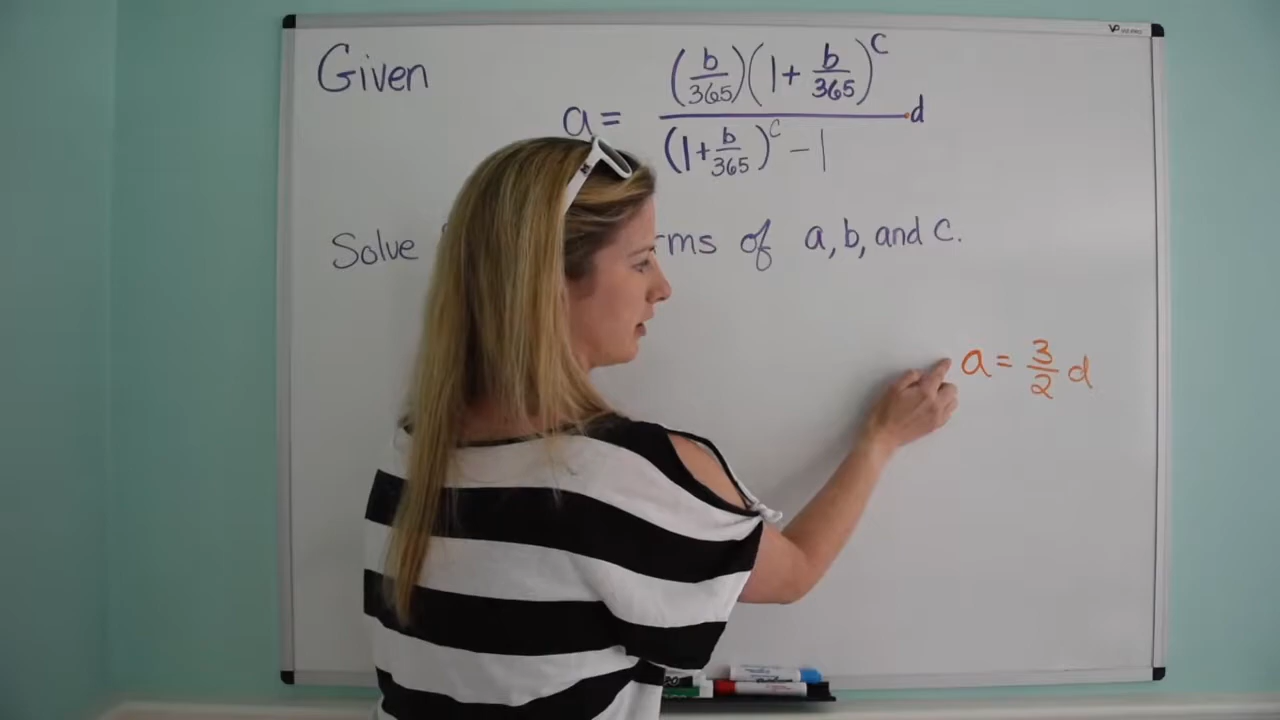 Given
a = (b/365)(1 + b/365)^c / (1 + b/365)^c - 1 · d
Solve rms of a, b, and c.
a = 3/2 d